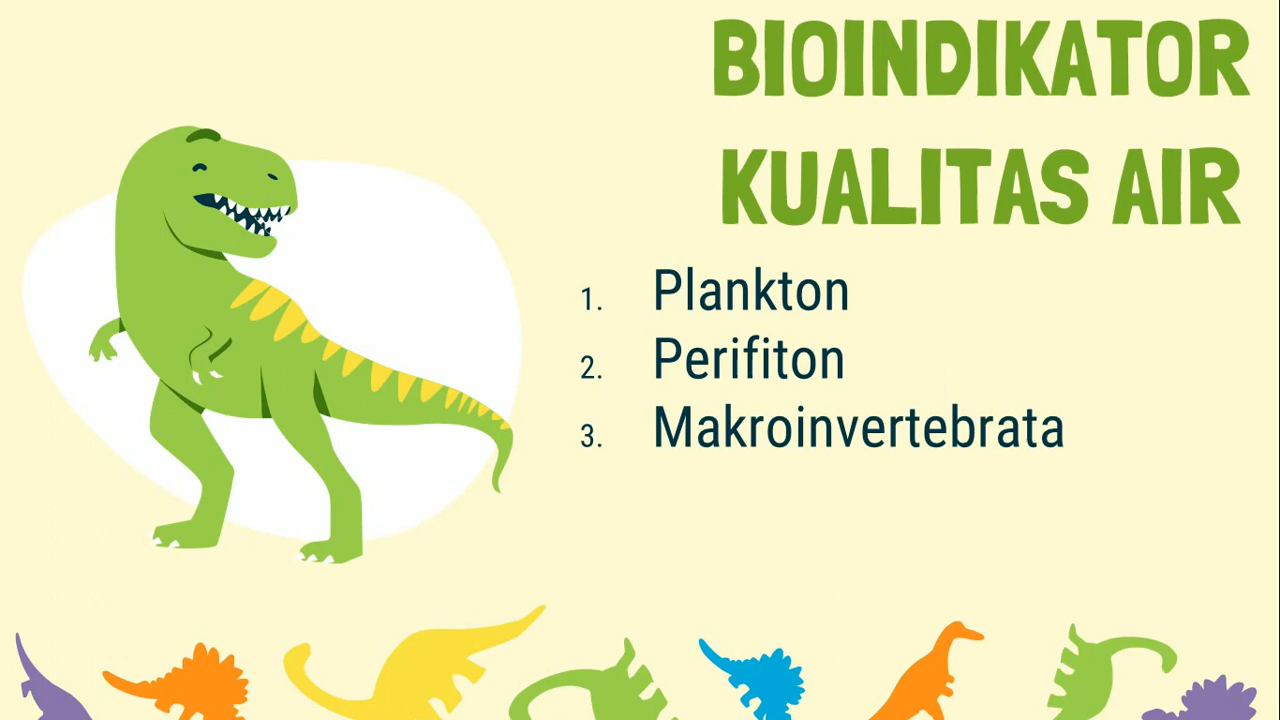 BIOINDIKATOR
KUALITAS AIR
1. Plankton
2. Perifiton
3. Makroinvertebrata